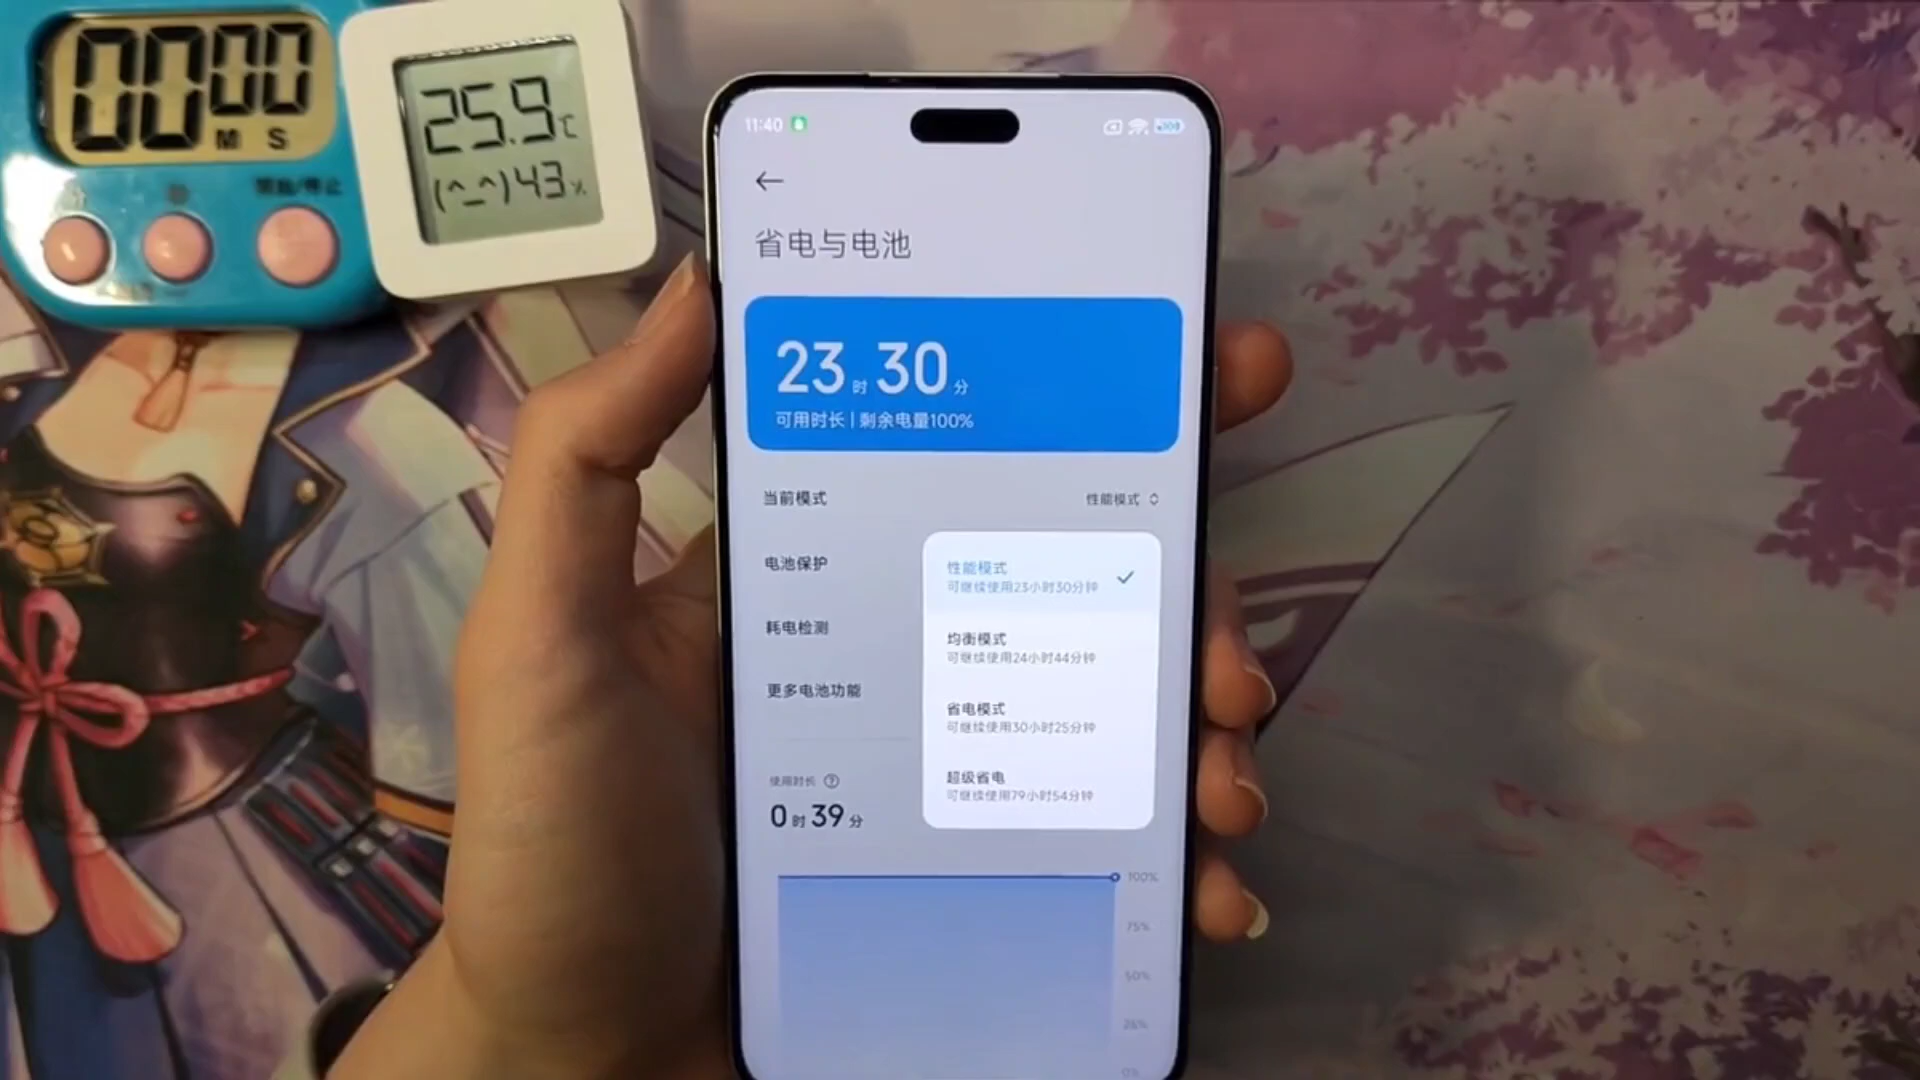 00 00
M S
開始/停止
25.9℃
(^_^) 43%
11:40
省电与电池
23时30分
可用时长 | 剩余电量100%
当前模式
性能模式
电池保护
耗电检测
更多电池功能
性能模式
可继续使用23小时30分钟
均衡模式
可继续使用24小时44分钟
省电模式
可继续使用30小时25分钟
超级省电
可继续使用79小时54分钟
使用时长
0时39分
100%
75%
50%
25%
0%